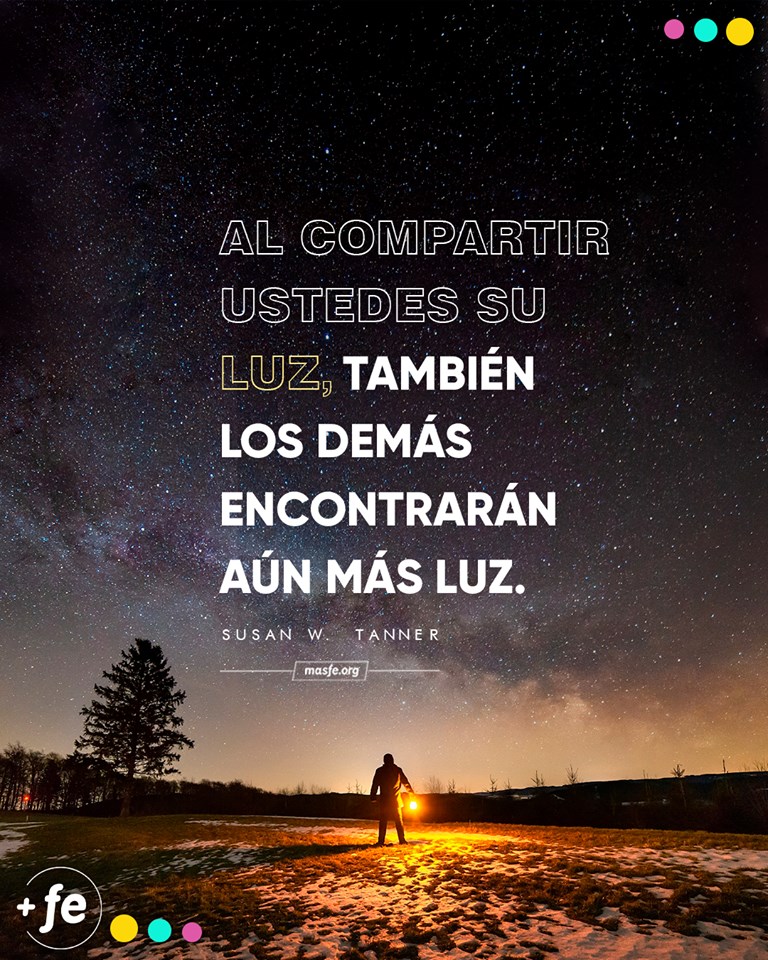 AL COMPARTIR
USTEDES SU
LUZ, TAMBIÉN
LOS DEMÁS
ENCONTRARÁN
AÚN MÁS LUZ.
SUSAN W. TANNER
masfe.org
+fe